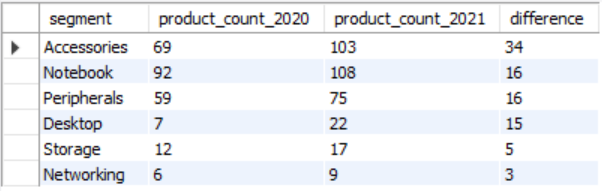 segment product_count_2020 product_count_2021 difference
Accessories 69 103 34
Notebook 92 108 16
Peripherals 59 75 16
Desktop 7 22 15
Storage 12 17 5
Networking 6 9 3